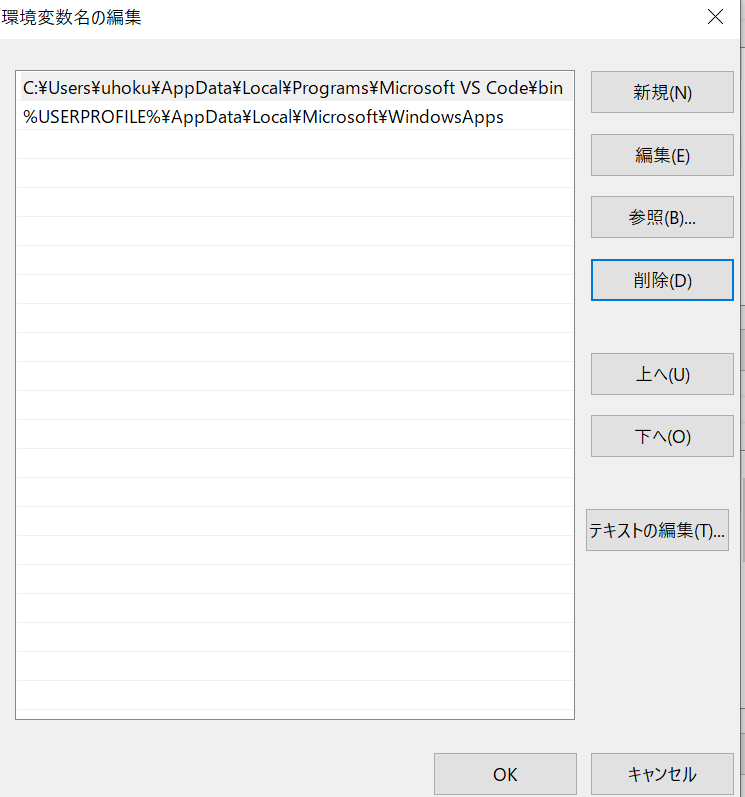 環境変数名の編集
C:¥Users¥uhoku¥AppData¥Local¥Programs¥Microsoft VS Code¥bin
%USERPROFILE%¥AppData¥Local¥Microsoft¥WindowsApps
新規(N)
編集(E)
参照(B)...
削除(D)
上へ(U)
下へ(O)
テキストの編集(T)...
OK
キャンセル